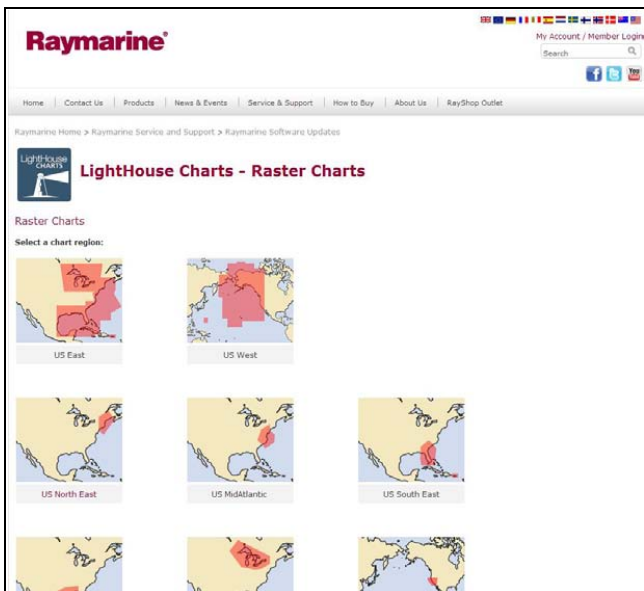 Raymarine®
My Account / Member Login
Search
f
You
Home | Contact Us | Products | News & Events | Service & Support | How to Buy | About Us | RayShop Outlet
Raymarine Home > Raymarine Service and Support > Raymarine Software Updates
LightHouse
CHARTS
LightHouse Charts - Raster Charts
Raster Charts
Select a chart region:
US East
US West
US North East
US MidAtlantic
US South East